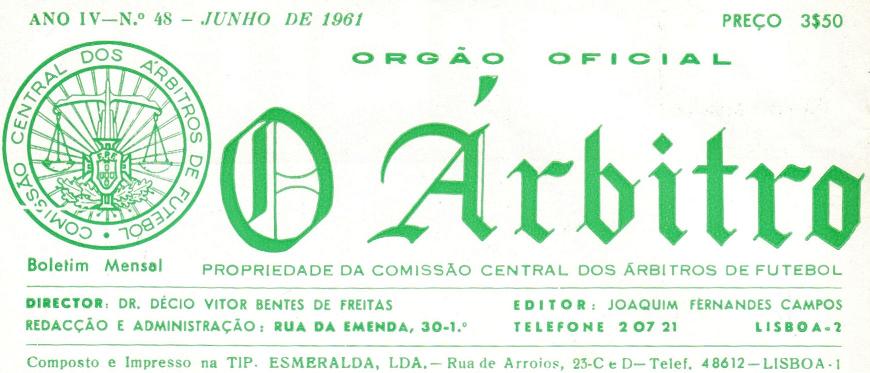 ANO IV—N.º 48 – JUNHO DE 1961
PREÇO 3$50
ORGÃO OFICIAL
COMISSÃO CENTRAL DOS ÁRBITROS DE FUTEBOL
F.P.F.
O Árbitro
Boletim Mensal
PROPRIEDADE DA COMISSÃO CENTRAL DOS ÁRBITROS DE FUTEBOL
DIRECTOR: DR. DÉCIO VITOR BENTES DE FREITAS
EDITOR: JOAQUIM FERNANDES CAMPOS
REDACÇÃO E ADMINISTRAÇÃO: RUA DA EMENDA, 30-1.º
TELEFONE 2 07 21 LISBOA-2
Composto e Impresso na TIP. ESMERALDA, LDA.—Rua de Arroios, 23-C e D—Telef. 48612—LISBOA-1